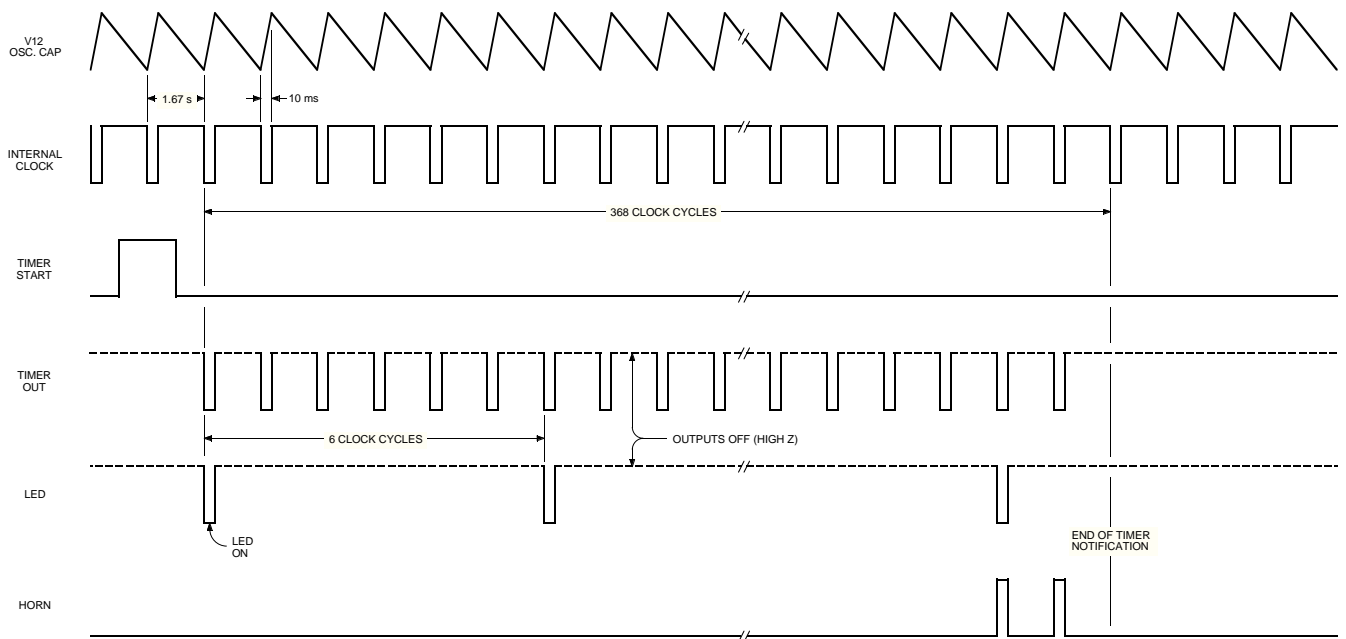 V12
OSC. CAP
1.67 s
10 ms
INTERNAL
CLOCK
368 CLOCK CYCLES
TIMER
START
TIMER
OUT
6 CLOCK CYCLES
OUTPUTS OFF (HIGH Z)
LED
LED
ON
END OF TIMER
NOTIFICATION
HORN